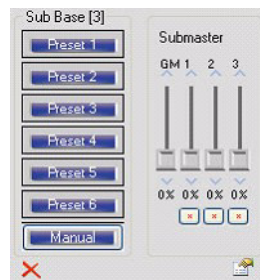 Sub Base [3]
Preset 1
Preset 2
Preset 3
Preset 4
Preset 5
Preset 6
Manual
Submaster
GM 1 2 3
0% 0% 0% 0%